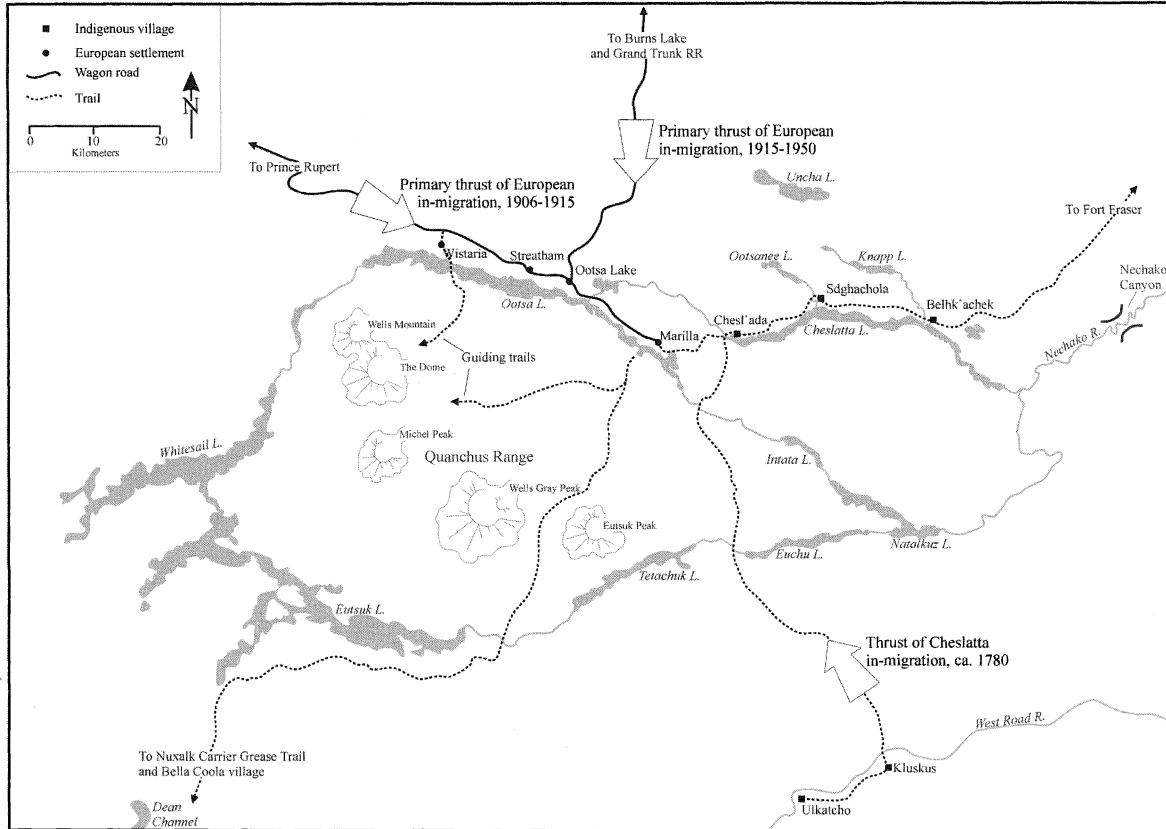 Indigenous village
European settlement
Wagon road
Trail
N
0 10 20
Kilometers
To Burns Lake
and Grand Trunk RR
To Prince Rupert
Primary thrust of European
in-migration, 1906-1915
Primary thrust of European
in-migration, 1915-1950
Uncha L.
To Fort Fraser
Wistaria
Streatham
Ootsa Lake
Ootsa L.
Ootsanee L.
Knapp L.
Sdghachola
Nechako
Canyon
Belhk'achek
Chesl'ada
Cheslatta L.
Nechako R.
Marilla
Wells Mountain
Guiding trails
The Dome
Michel Peak
Quanchus Range
Whitesail L.
Wells Gray Peak
Eutsuk Peak
Intata L.
Natalkuz L.
Euchu L.
Tetachuk L.
Eutsuk L.
Thrust of Cheslatta
in-migration, ca. 1780
West Road R.
Kluskus
Ulkatcho
To Nuxalk Carrier Grease Trail
and Bella Coola village
Dean
Channel